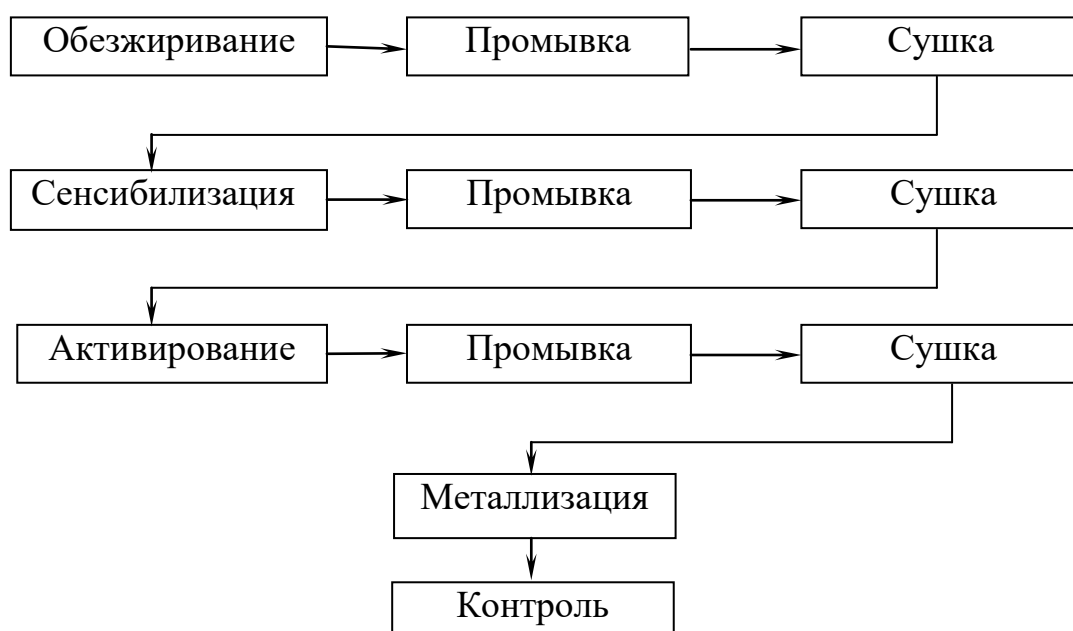 Обезжиривание
Промывка
Сушка
Сенсибилизация
Промывка
Сушка
Активирование
Промывка
Сушка
Металлизация
Контроль